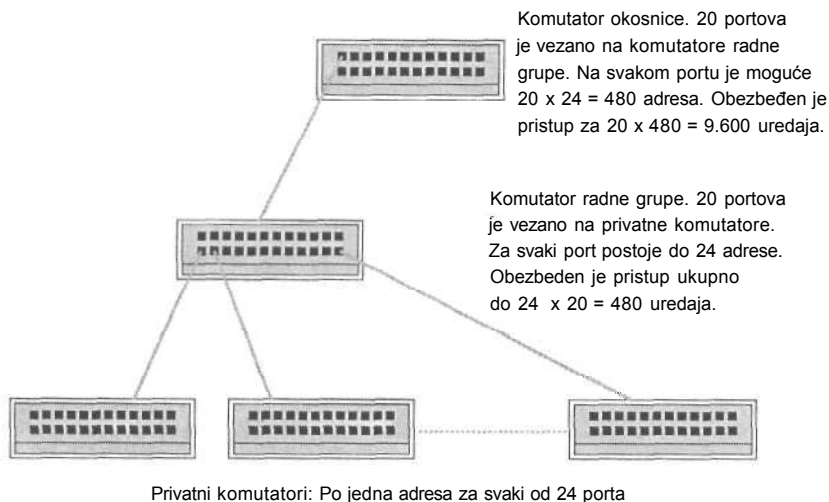 Komutator okosnice. 20 portova
je vezano na komutatore radne
grupe. Na svakom portu je moguće
20 x 24 = 480 adresa. Obezbeđen je
pristup za 20 x 480 = 9.600 uredaja.
Komutator radne grupe. 20 portova
je vezano na privatne komutatore.
Za svaki port postoje do 24 adrese.
Obezbeden je pristup ukupno
do 24 x 20 = 480 uredaja.
Privatni komutatori: Po jedna adresa za svaki od 24 porta